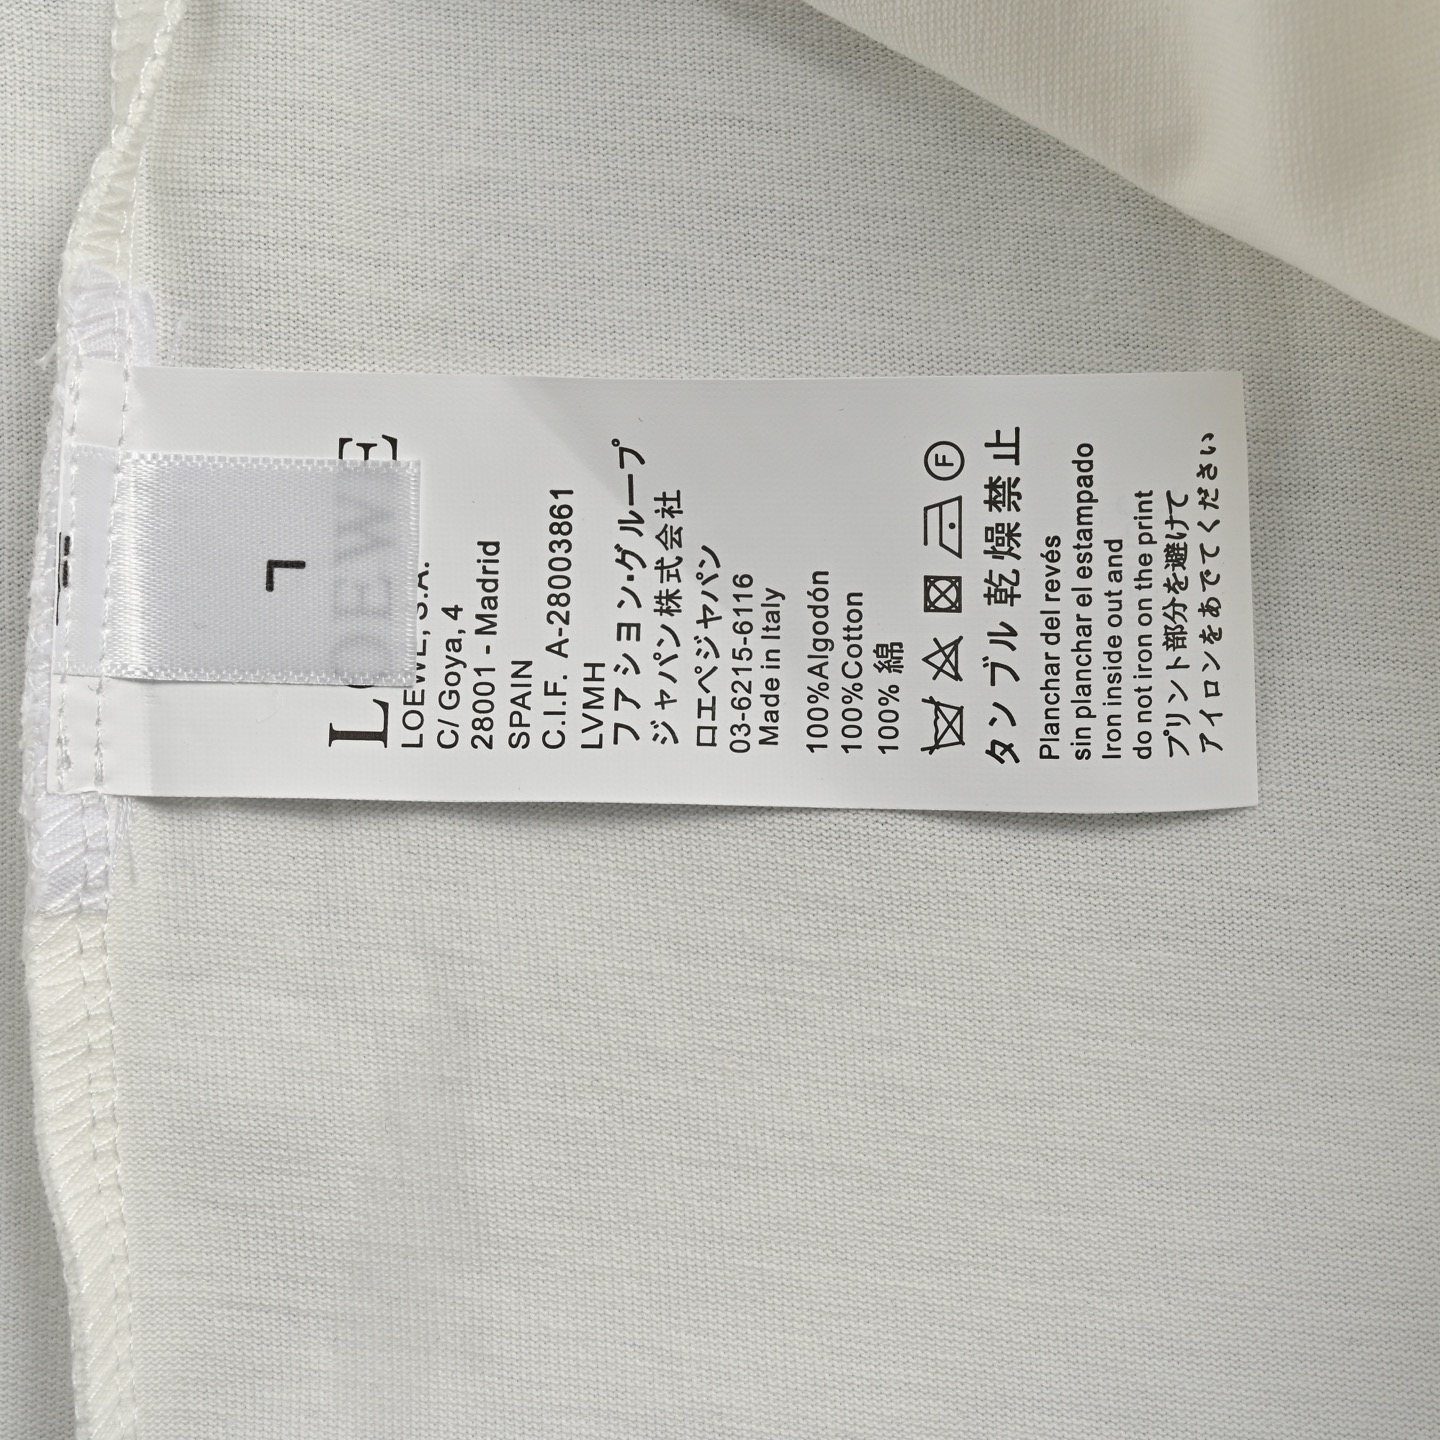 L
LOEWE
LOEWE, S.A.
C/ Goya, 4
28001 - Madrid
SPAIN
C.I.F. A-28003861
LVMH
フアション・グループ
ジャパン株式会社
ロエベジャパン
03-6215-6116
Made in Italy
100%Algodón
100%Cotton
100% 綿
F
タンブル乾燥禁止
Planchar del revés
sin planchar el estampado
Iron inside out and
do not iron on the print
プリント部分を避けて
アイロンをあでてください